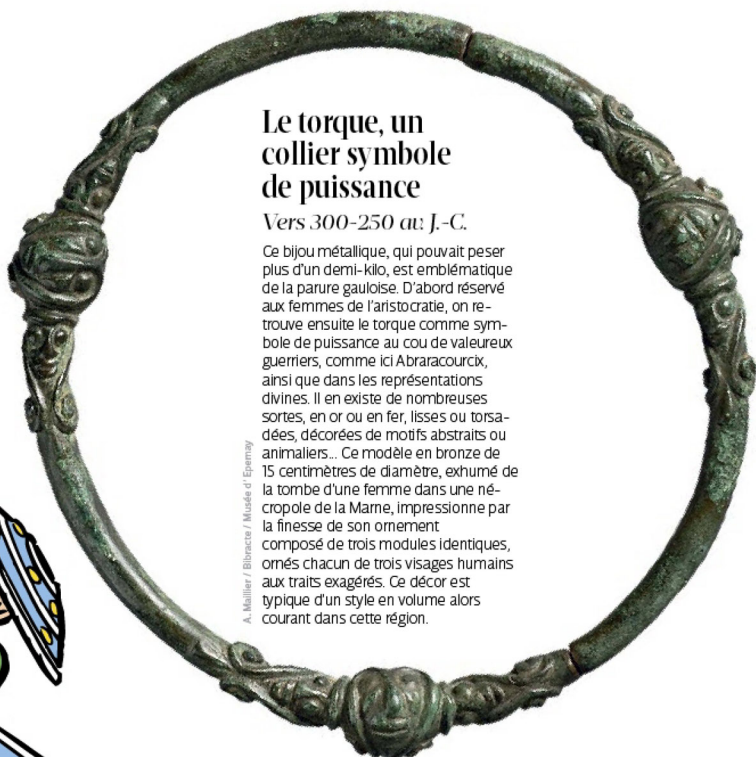 Le torque, un
collier symbole
de puissance
Vers 300-250 av. J.-C.
Ce bijou métallique, qui pouvait peser
plus d'un demi-kilo, est emblématique
de la parure gauloise. D'abord réservé
aux femmes de l'aristocratie, on re-
trouve ensuite le torque comme sym-
bole de puissance au cou de valeureux
guerriers, comme ici Abraracourcix,
ainsi que dans les représentations
divines. Il en existe de nombreuses
sortes, en or ou en fer, lisses ou torsa-
dées, décorées de motifs abstraits ou
animaliers... Ce modèle en bronze de
15 centimètres de diamètre, exhumé de
la tombe d'une femme dans une né-
cropole de la Marne, impressionne par
la finesse de son ornement
composé de trois modules identiques,
ornés chacun de trois visages humains
aux traits exagérés. Ce décor est
typique d'un style en volume alors
courant dans cette région.
A. Maillier / Bibracte / Musée d'Epernay